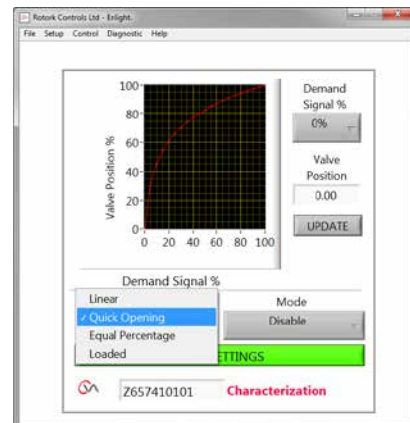 Rotork Controls Ltd - Enlight.
File Setup Control Diagnostic Help
100
80
60
40
20
0
Valve Position %
0 20 40 60 80 100
Demand Signal %
Demand
Signal %
0%
Valve
Position
0.00
UPDATE
Linear
✓ Quick Opening
Equal Percentage
Loaded
Mode
Disable
ETTINGS
Z657410101
Characterization